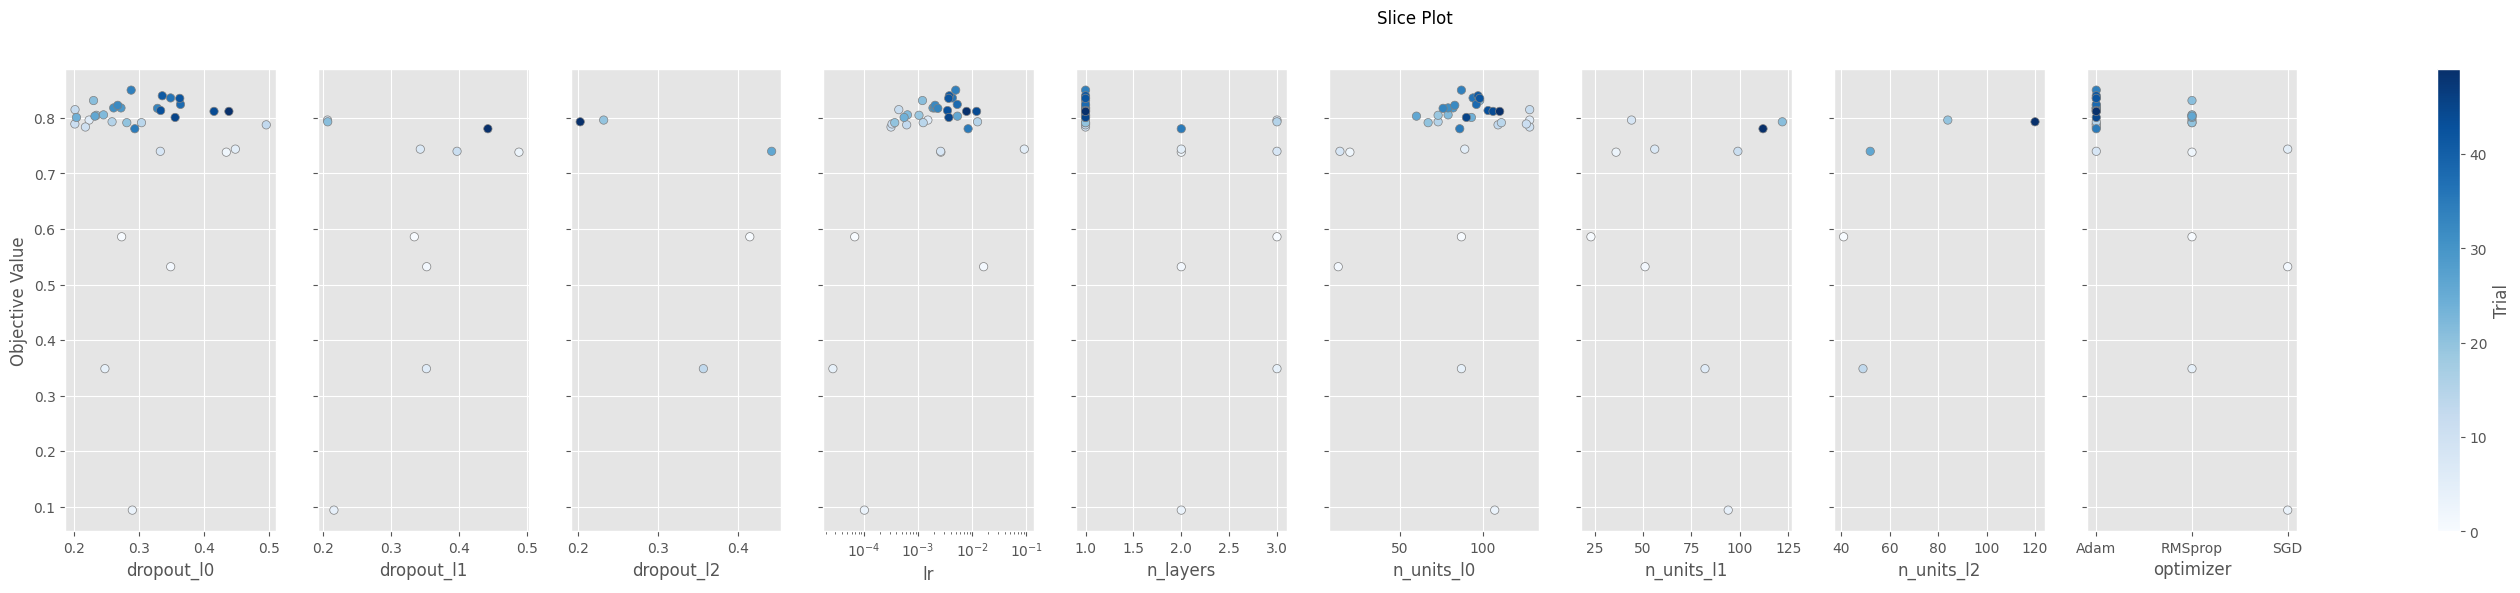 Slice Plot
Objective Value
0.8
0.7
0.6
0.5
0.4
0.3
0.2
0.1
0.2 0.3 0.4 0.5
dropout_l0
0.2 0.3 0.4 0.5
dropout_l1
0.2 0.3 0.4
dropout_l2
10⁻⁴ 10⁻³ 10⁻² 10⁻¹
lr
1.0 1.5 2.0 2.5 3.0
n_layers
50 100
n_units_l0
25 50 75 100 125
n_units_l1
40 60 80 100 120
n_units_l2
Adam RMSprop SGD
optimizer
40
30
20
10
0
Trial